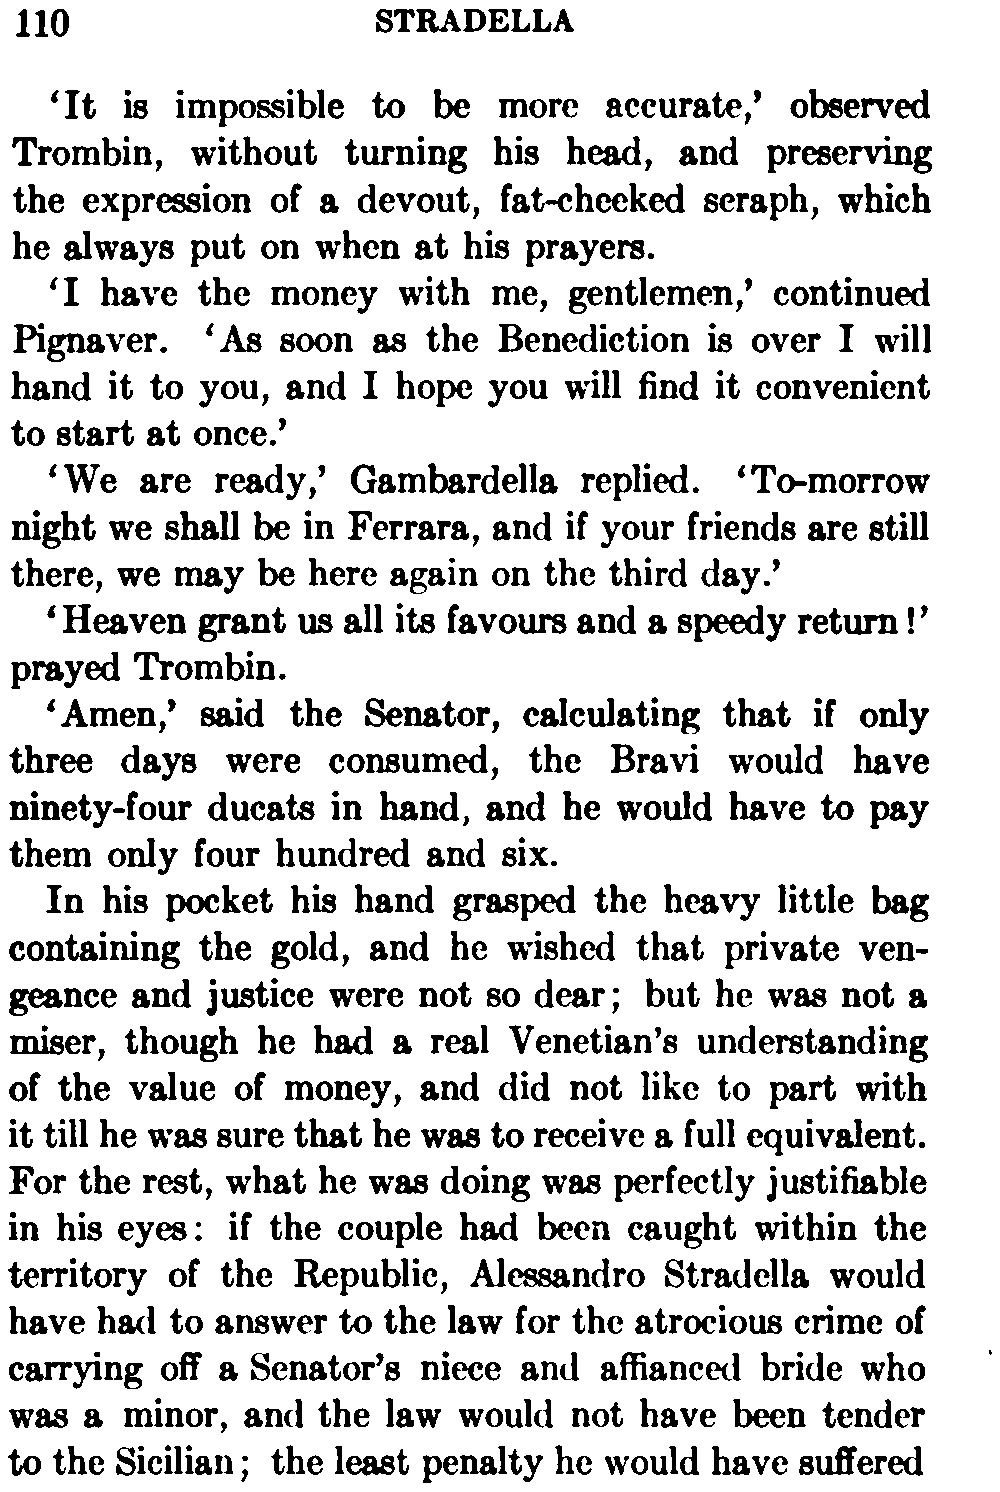 110 STRADELLA
‘It is impossible to be more accurate,’ observed
Trombin, without turning his head, and preserving
the expression of a devout, fat-cheeked seraph, which
he always put on when at his prayers.
‘I have the money with me, gentlemen,’ continued
Pignaver. ‘As soon as the Benediction is over I will
hand it to you, and I hope you will find it convenient
to start at once.’
‘We are ready,’ Gambardella replied. ‘To-morrow
night we shall be in Ferrara, and if your friends are still
there, we may be here again on the third day.’
‘Heaven grant us all its favours and a speedy return!’
prayed Trombin.
‘Amen,’ said the Senator, calculating that if only
three days were consumed, the Bravi would have
ninety-four ducats in hand, and he would have to pay
them only four hundred and six.
In his pocket his hand grasped the heavy little bag
containing the gold, and he wished that private ven-
geance and justice were not so dear; but he was not a
miser, though he had a real Venetian’s understanding
of the value of money, and did not like to part with
it till he was sure that he was to receive a full equivalent.
For the rest, what he was doing was perfectly justifiable
in his eyes: if the couple had been caught within the
territory of the Republic, Alessandro Stradella would
have had to answer to the law for the atrocious crime of
carrying off a Senator’s niece and affianced bride who
was a minor, and the law would not have been tender
to the Sicilian; the least penalty he would have suffered